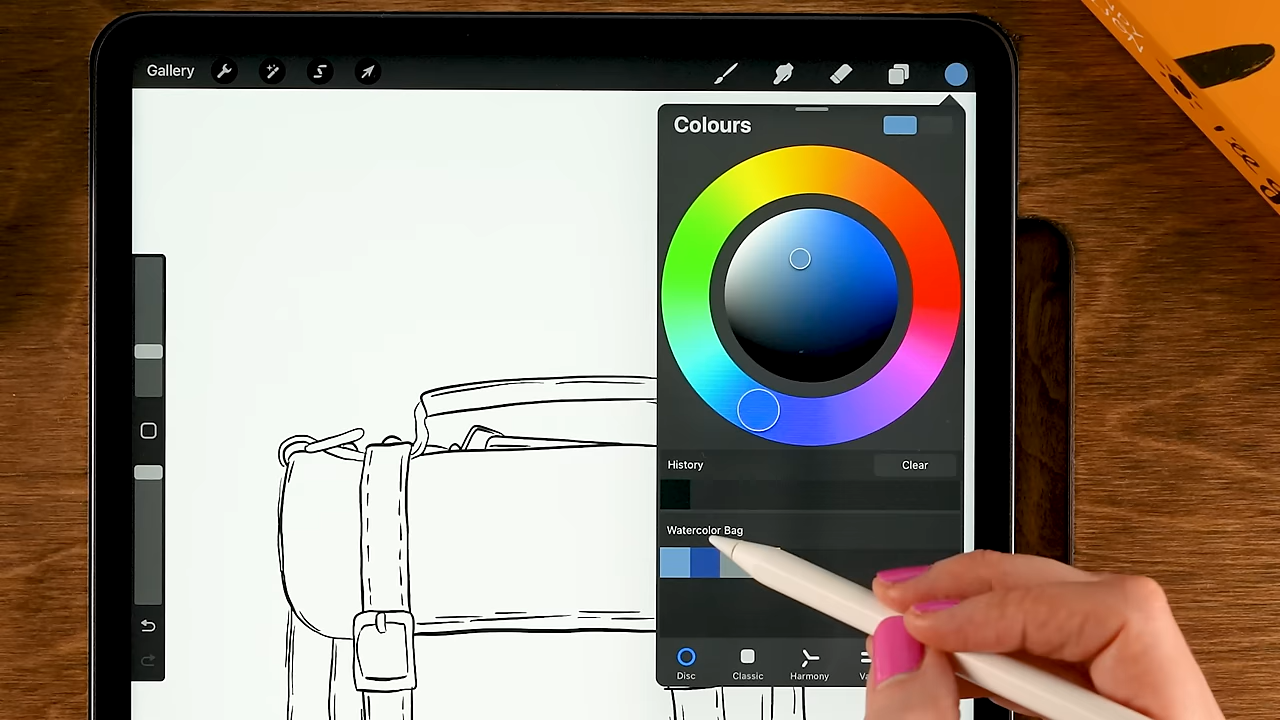 Gallery
Colours
History
Clear
Watercolor Bag
Disc
Classic
Harmony